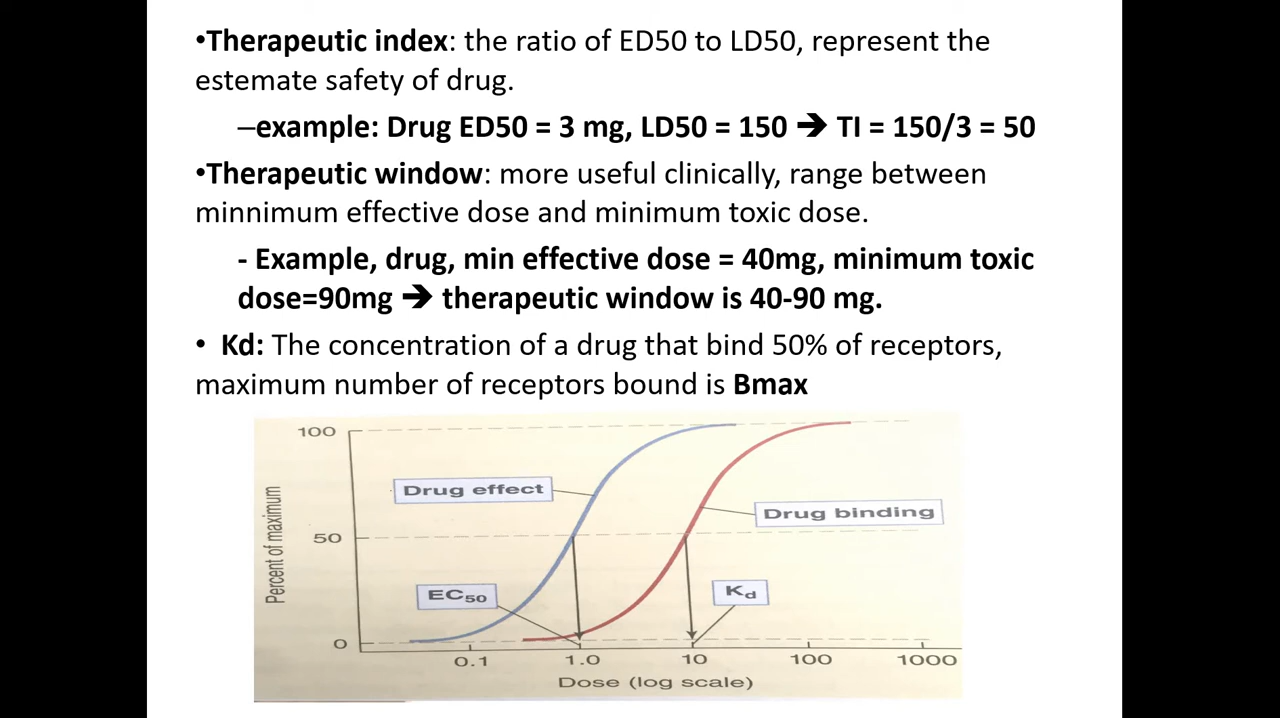 •Therapeutic index: the ratio of ED50 to LD50, represent the
estemate safety of drug.
–example: Drug ED50 = 3 mg, LD50 = 150 🡺 TI = 150/3 = 50
•Therapeutic window: more useful clinically, range between
minnimum effective dose and minimum toxic dose.
- Example, drug, min effective dose = 40mg, minimum toxic
dose=90mg 🡺 therapeutic window is 40-90 mg.
• Kd: The concentration of a drug that bind 50% of receptors,
maximum number of receptors bound is Bmax
100
Drug effect
Drug binding
Percent of maximum
50
EC50
Kd
0
0.1 1.0 10 100 1000
Dose (log scale)